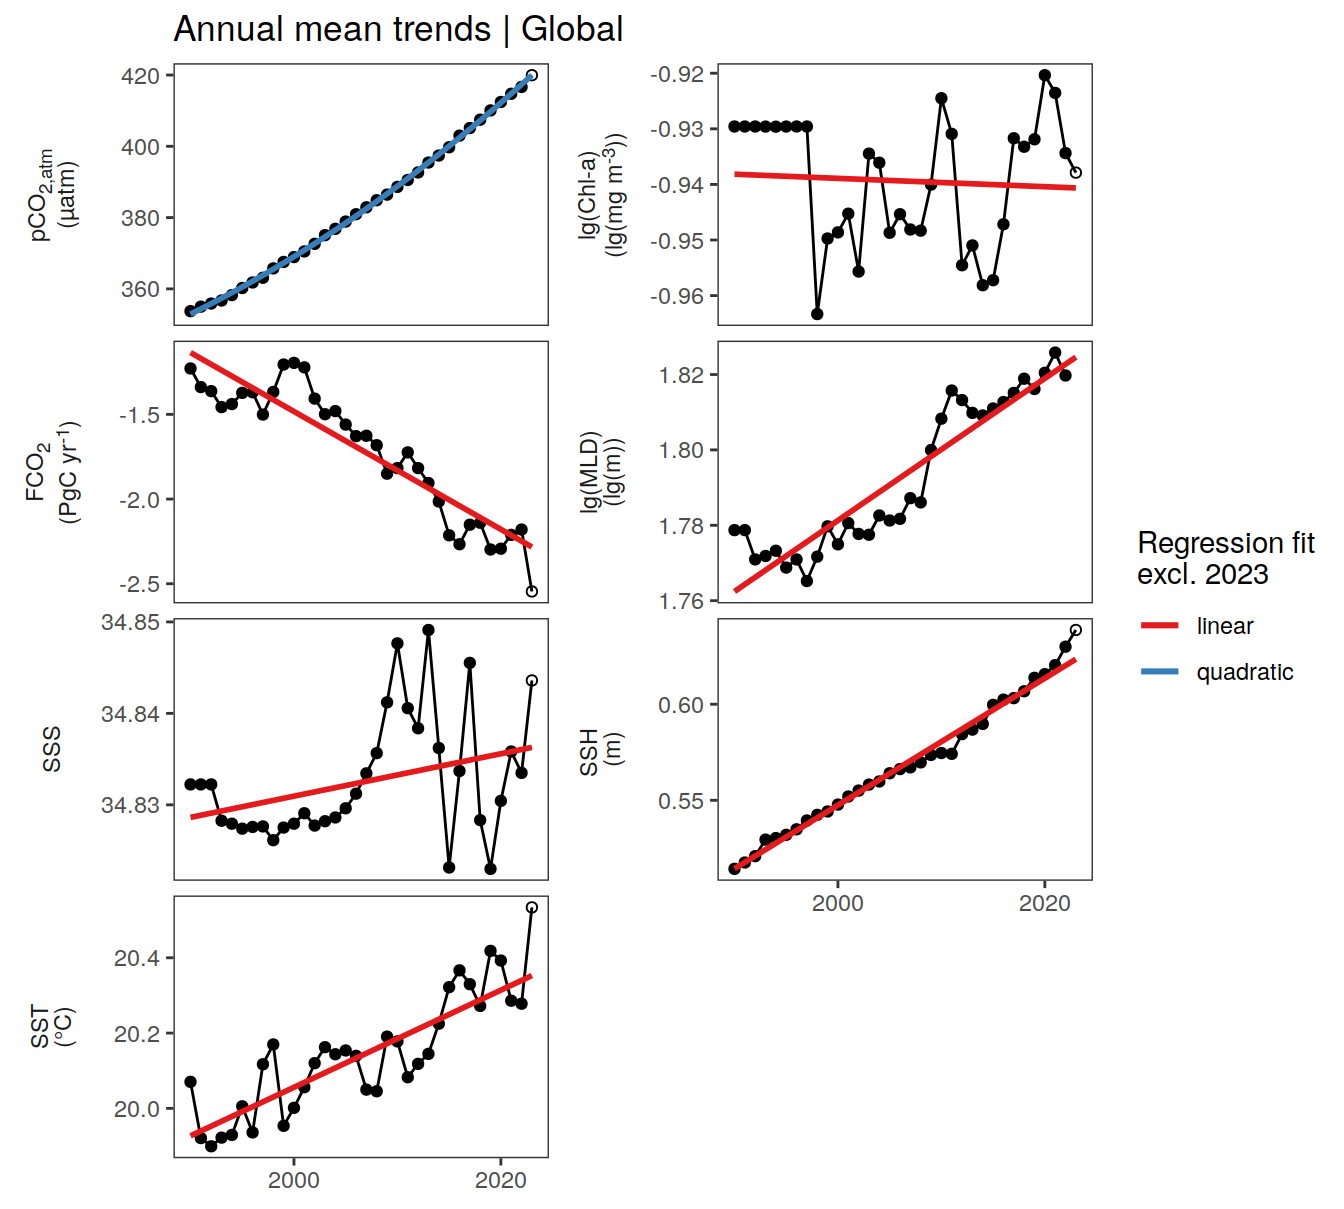 Annual mean trends | Global
pCO2,atm
(µatm)
420
400
380
360
lg(Chl-a)
(lg(mg m-3))
-0.92
-0.93
-0.94
-0.95
-0.96
FCO2
(PgC yr-1)
-1.5
-2.0
-2.5
lg(MLD)
(lg(m))
1.82
1.80
1.78
1.76
SSS
34.85
34.84
34.83
SSH
(m)
0.60
0.55
2000 2020
SST
(°C)
20.4
20.2
20.0
2000 2020
Regression fit
excl. 2023
linear
quadratic